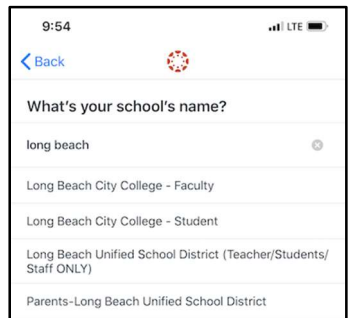 9:54
LTE
Back
What's your school's name?
long beach
Long Beach City College - Faculty
Long Beach City College - Student
Long Beach Unified School District (Teacher/Students/
Staff ONLY)
Parents-Long Beach Unified School District